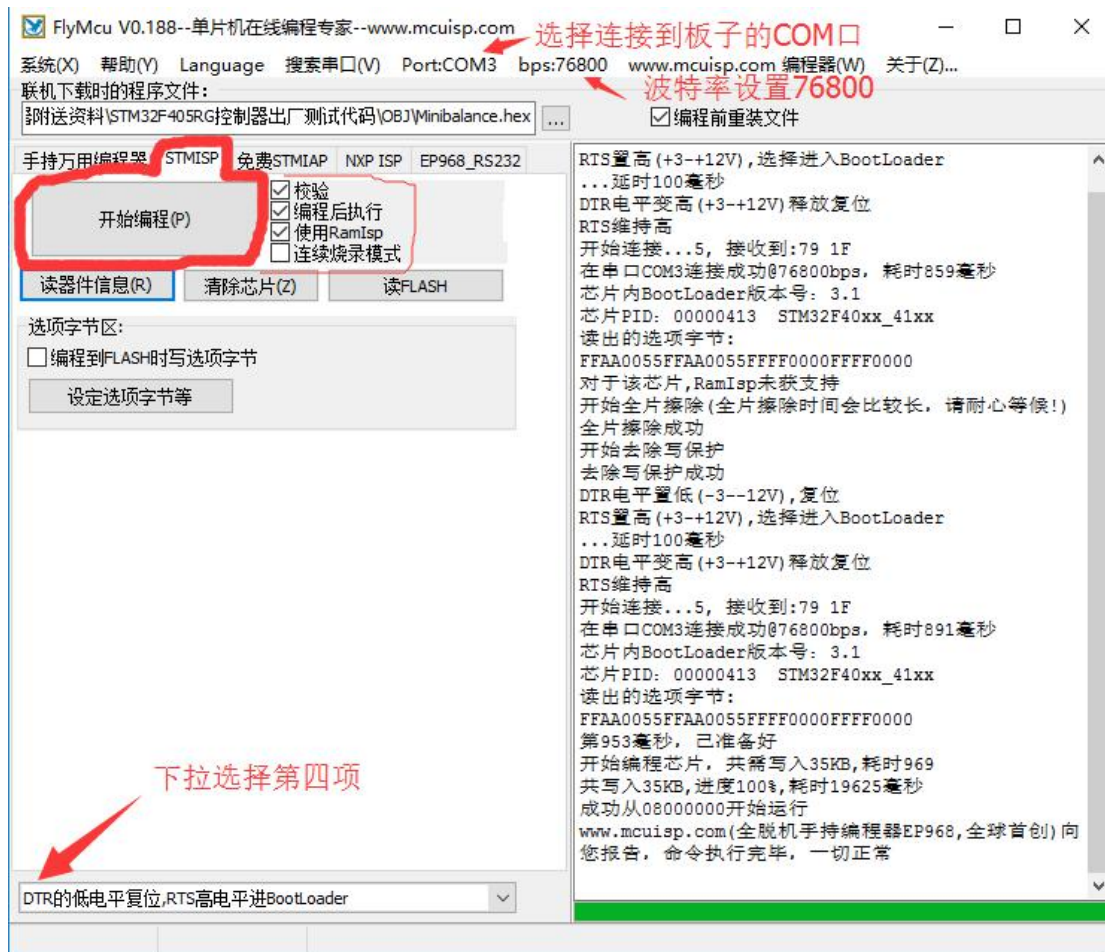 FlyMcu V0.188--单片机在线编程专家--www.mcuisp.com
选择连接到板子的COM口
系统(X) 帮助(Y) Language 搜索串口(V) Port:COM3 bps:76800 www.mcuisp.com 编程器(W) 关于(Z)...
联机下载时的程序文件:
波特率设置76800
附送资料\STM32F405RG控制器出厂测试代码\OBJ\Minibalance.hex ...
编程前重装文件
手持万用编程器 STMISP 免费STMIAP NXP ISP EP968_RS232
开始编程(P)
校验
编程后执行
使用RamIsp
连续烧录模式
读器件信息(R) 清除芯片(Z) 读FLASH
选项字节区:
编程到FLASH时写选项字节
设定选项字节等
下拉选择第四项
DTR的低电平复位,RTS高电平进BootLoader
RTS置高(+3-+12V),选择进入BootLoader
...延时100毫秒
DTR电平变高(+3-+12V)释放复位
RTS维持高
开始连接...5, 接收到:79 1F
在串口COM3连接成功@76800bps, 耗时859毫秒
芯片内BootLoader版本号: 3.1
芯片PID: 00000413 STM32F40xx_41xx
读出的选项字节:
FFAA0055FFAA0055FFFF0000FFFF0000
对于该芯片,RamIsp未获支持
开始全片擦除(全片擦除时间会比较长, 请耐心等候!)
全片擦除成功
开始去除写保护
去除写保护成功
DTR电平置低(-3--12V),复位
RTS置高(+3-+12V),选择进入BootLoader
...延时100毫秒
DTR电平变高(+3-+12V)释放复位
RTS维持高
开始连接...5, 接收到:79 1F
在串口COM3连接成功@76800bps, 耗时891毫秒
芯片内BootLoader版本号: 3.1
芯片PID: 00000413 STM32F40xx_41xx
读出的选项字节:
FFAA0055FFAA0055FFFF0000FFFF0000
第953毫秒, 已准备好
开始编程芯片, 共需写入35KB,耗时969
共写入35KB,进度100%,耗时19625毫秒
成功从08000000开始运行
www.mcuisp.com(全脱机手持编程器EP968,全球首创)向
您报告, 命令执行完毕, 一切正常